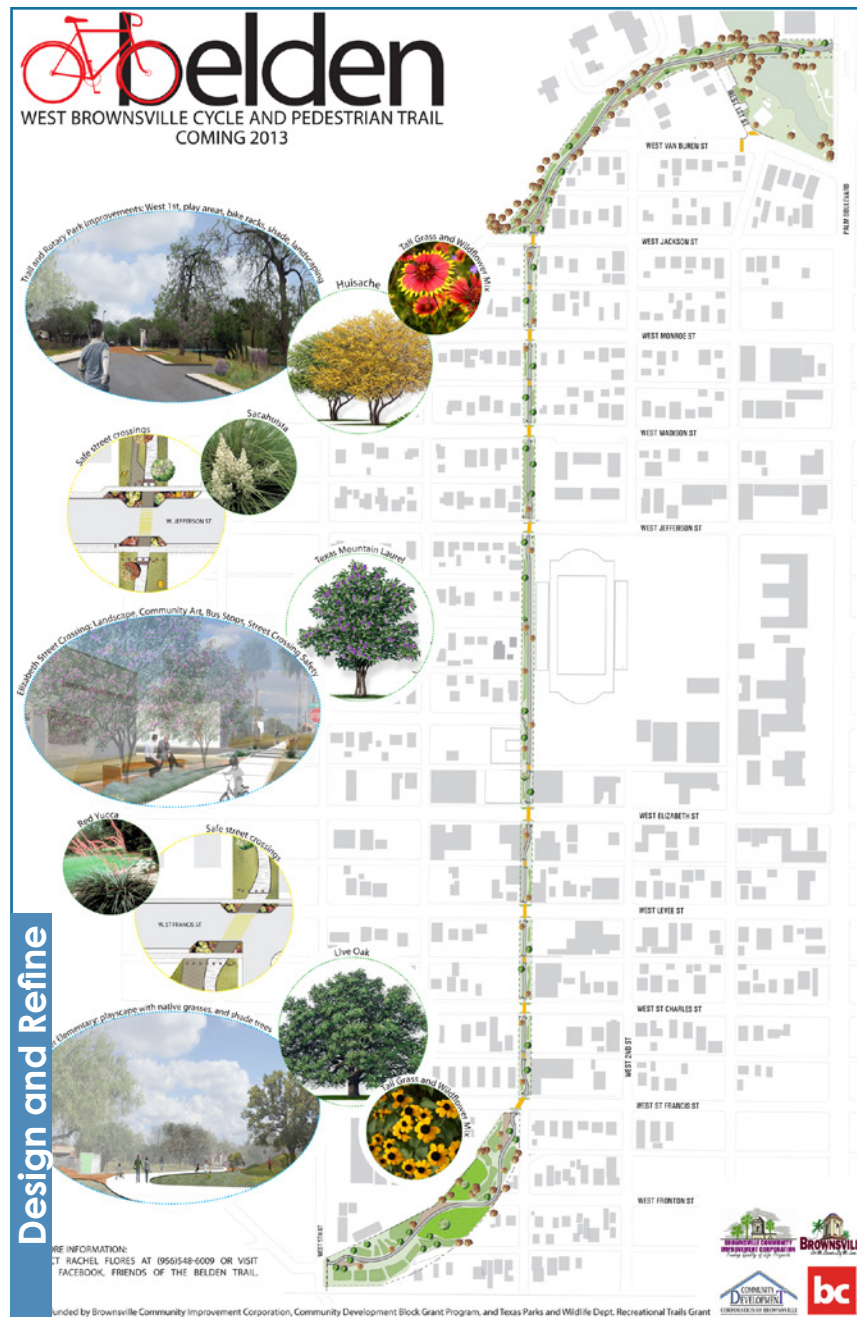 belden
WEST BROWNSVILLE CYCLE AND PEDESTRIAN TRAIL
COMING 2013
Trail and Rotary Park Improvements: West 1st, play areas, bike racks, shade, landscaping
Tall Grass and Wildflower Mix
Huisache
Sacahuista
Safe street crossings
W. JEFFERSON ST
Texas Mountain Laurel
Elizabeth Street Crossing: Landscape, Community Art, Bus Stops, Street Crossing Safety
Red Yucca
Safe street crossings
W. ST FRANCIS ST
Live Oak
Elementary: playscape with native grasses, and shade trees
Tall Grass and Wildflower Mix
WEST 1ST ST
WEST VAN BUREN ST
PALM BOULEVARD
WEST JACKSON ST
WEST MONROE ST
WEST MADISON ST
WEST JEFFERSON ST
WEST ELIZABETH ST
WEST LEVEE ST
WEST ST CHARLES ST
WEST 2ND ST
WEST ST FRANCIS ST
WEST FRONTON ST
WEST 5TH ST
Design and Refine
ORE INFORMATION:
CT RACHEL FLORES AT (956)548-6009 OR VISIT
FACEBOOK, FRIENDS OF THE BELDEN TRAIL.
BROWNSVILLE COMMUNITY
IMPROVEMENT CORPORATION
BROWNSVILLE
COMMUNITY
DEVELOPMENT
CORPORATION OF BROWNSVILLE
bc
unded by Brownsville Community Improvement Corporation, Community Development Block Grant Program, and Texas Parks and Wildlife Dept. Recreational Trails Grant